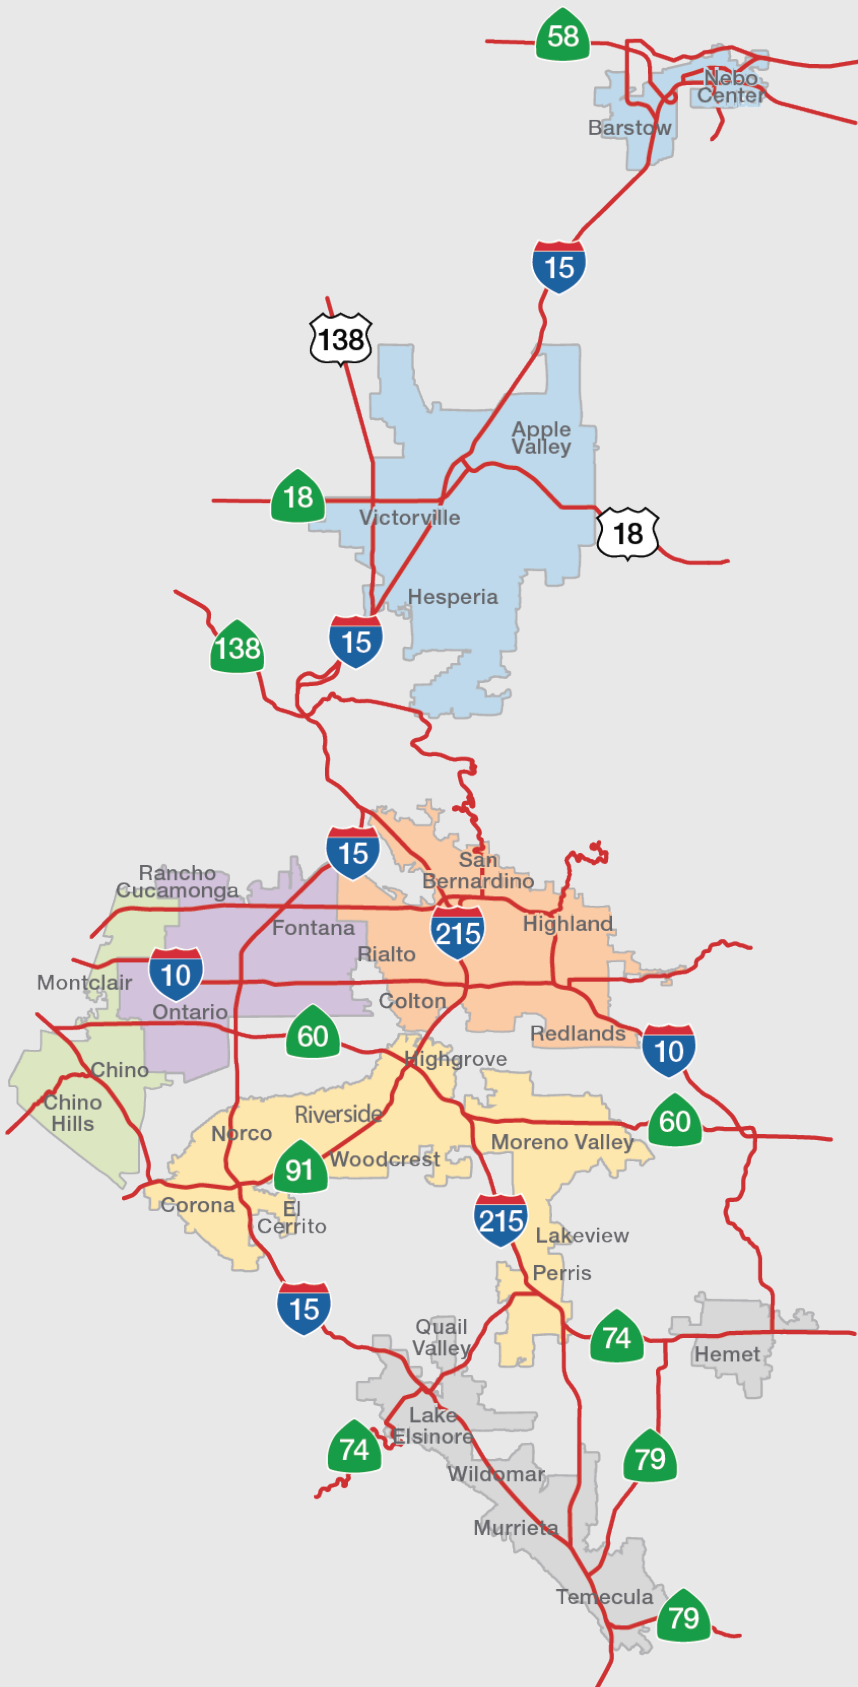 58
Nebo
Center
Barstow
15
138
Apple
Valley
18
Victorville
18
Hesperia
15
138
15
San
Bernardino
Rancho
Cucamonga
Fontana
215
Highland
Rialto
10
Montclair
Colton
Ontario
60
Redlands
10
Highgrove
Chino
Chino
Hills
Riverside
60
Norco
Moreno Valley
91
Woodcrest
Corona
El
Cerrito
215
Lakeview
Perris
15
Quail
Valley
74
Hemet
Lake
Elsinore
74
79
Wildomar
Murrieta
Temecula
79